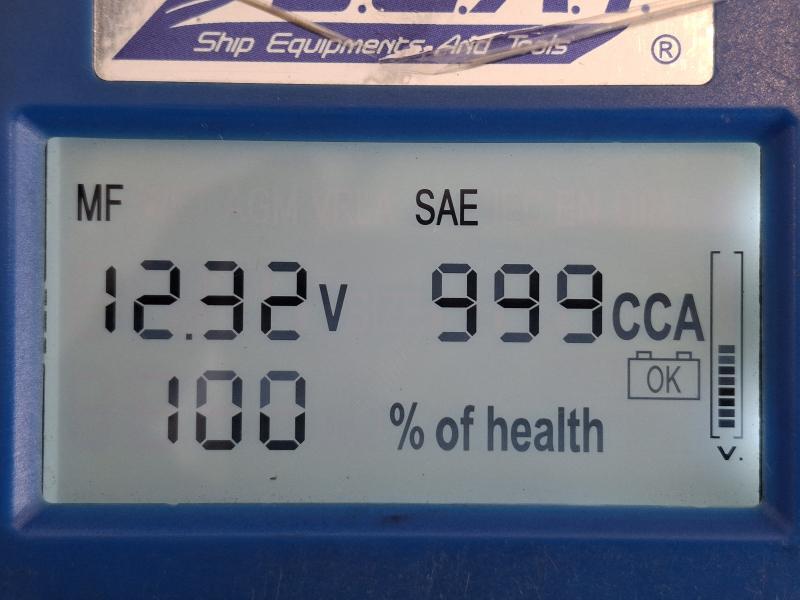 Ship Equipments And Tools
®
MF SAE
12.32V 999CCA
OK
100 % of health
V.